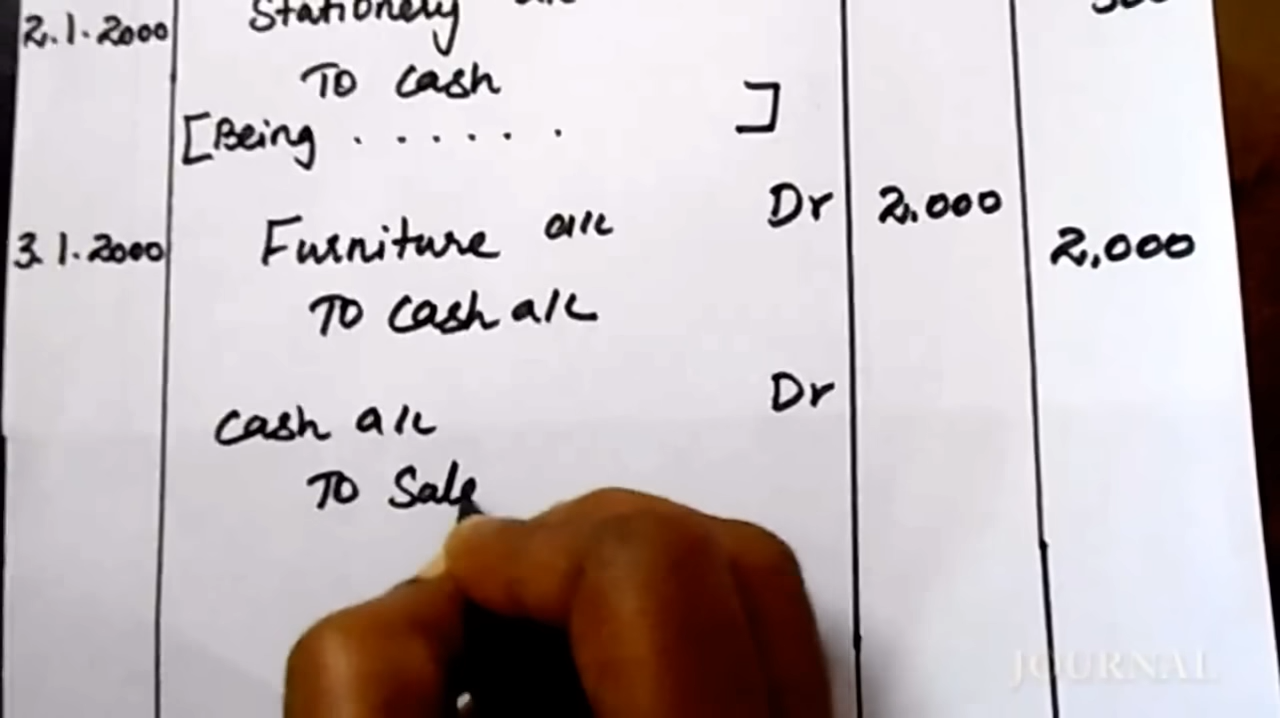 2.1.2000 Stationery
To cash
[Being . . . . . . ]
3.1.2000 Furniture a/c Dr 2,000 2,000
To cash a/c
cash a/c Dr
To Sale
JOURNAL